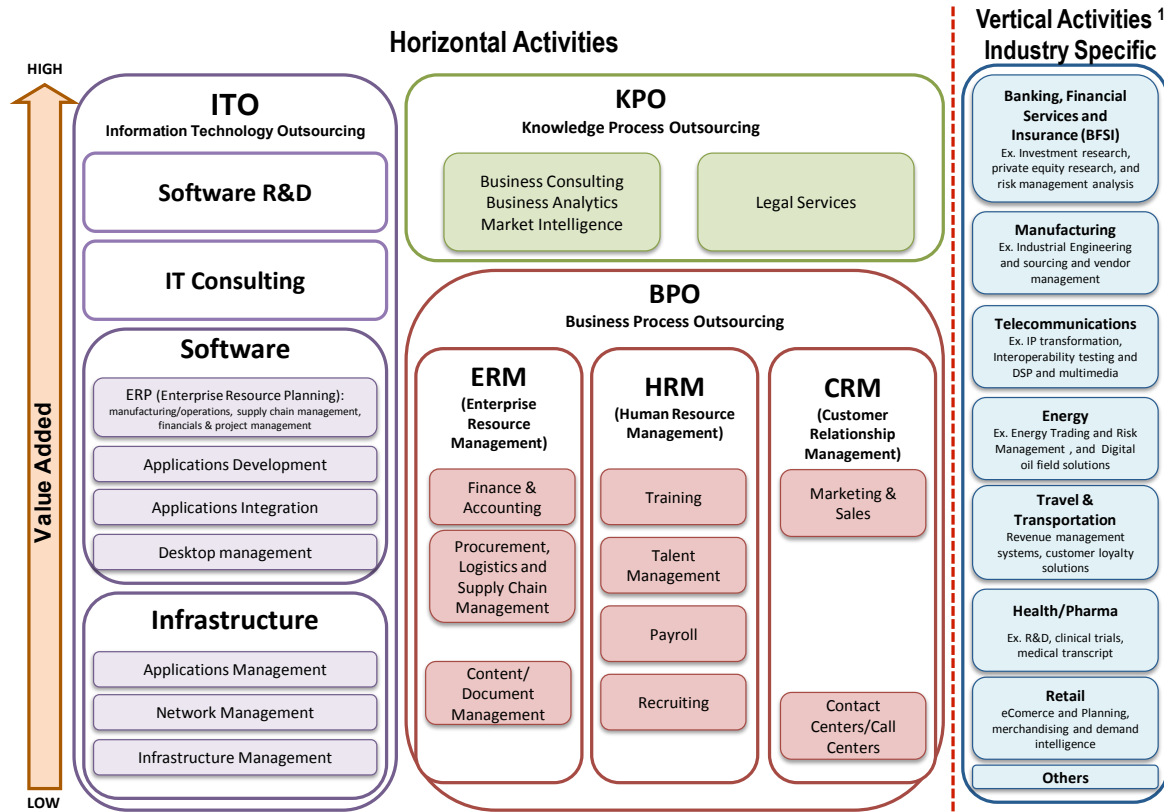 Horizontal Activities
Vertical Activities 1
Industry Specific
HIGH
Value Added
LOW
ITO
Information Technology Outsourcing
Software R&D
IT Consulting
Software
ERP (Enterprise Resource Planning):
manufacturing/operations, supply chain management,
financials & project management
Applications Development
Applications Integration
Desktop management
Infrastructure
Applications Management
Network Management
Infrastructure Management
KPO
Knowledge Process Outsourcing
Business Consulting
Business Analytics
Market Intelligence
Legal Services
BPO
Business Process Outsourcing
ERM
(Enterprise
Resource
Management)
Finance &
Accounting
Procurement,
Logistics and
Supply Chain
Management
Content/
Document
Management
HRM
(Human Resource
Management)
Training
Talent
Management
Payroll
Recruiting
CRM
(Customer
Relationship
Management)
Marketing &
Sales
Contact
Centers/Call
Centers
Banking, Financial
Services and
Insurance (BFSI)
Ex. Investment research,
private equity research, and
risk management analysis
Manufacturing
Ex. Industrial Engineering
and sourcing and vendor
management
Telecommunications
Ex. IP transformation,
Interoperability testing and
DSP and multimedia
Energy
Ex. Energy Trading and Risk
Management , and Digital
oil field solutions
Travel &
Transportation
Revenue management
systems, customer loyalty
solutions
Health/Pharma
Ex. R&D, clinical trials,
medical transcript
Retail
eComerce and Planning,
merchandising and demand
intelligence
Others